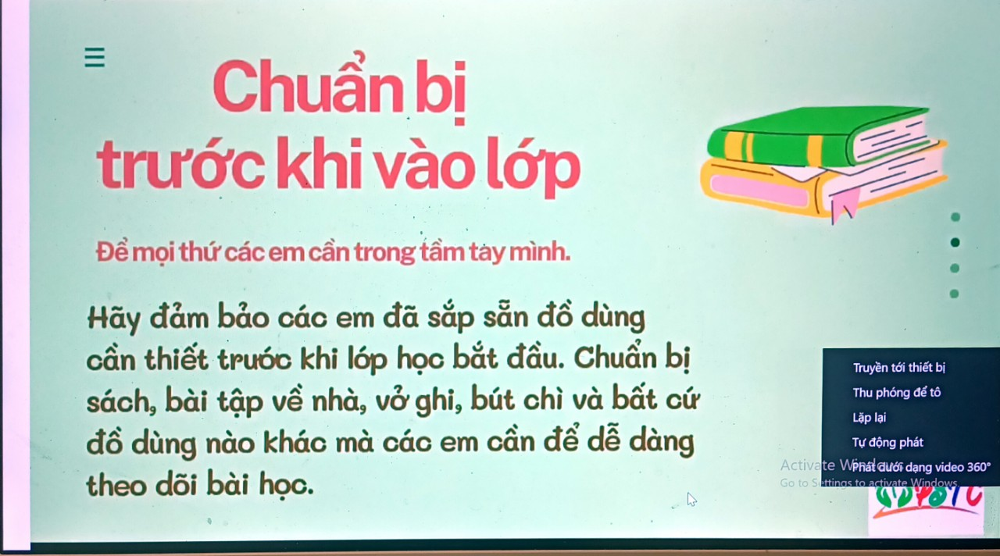 Chuẩn bị
trước khi vào lớp
Để mọi thứ các em cần trong tầm tay mình.
Hãy đảm bảo các em đã sắp sẵn đồ dùng
cần thiết trước khi lớp học bắt đầu. Chuẩn bị
sách, bài tập về nhà, vở ghi, bút chì và bất cứ
đồ dùng nào khác mà các em cần để dễ dàng
theo dõi bài học.
Truyền tới thiết bị
Thu phóng để tô
Lặp lại
Tự động phát
Phát dưới dạng video 360°
Activate Windows
Go to Settings to activate Windows.